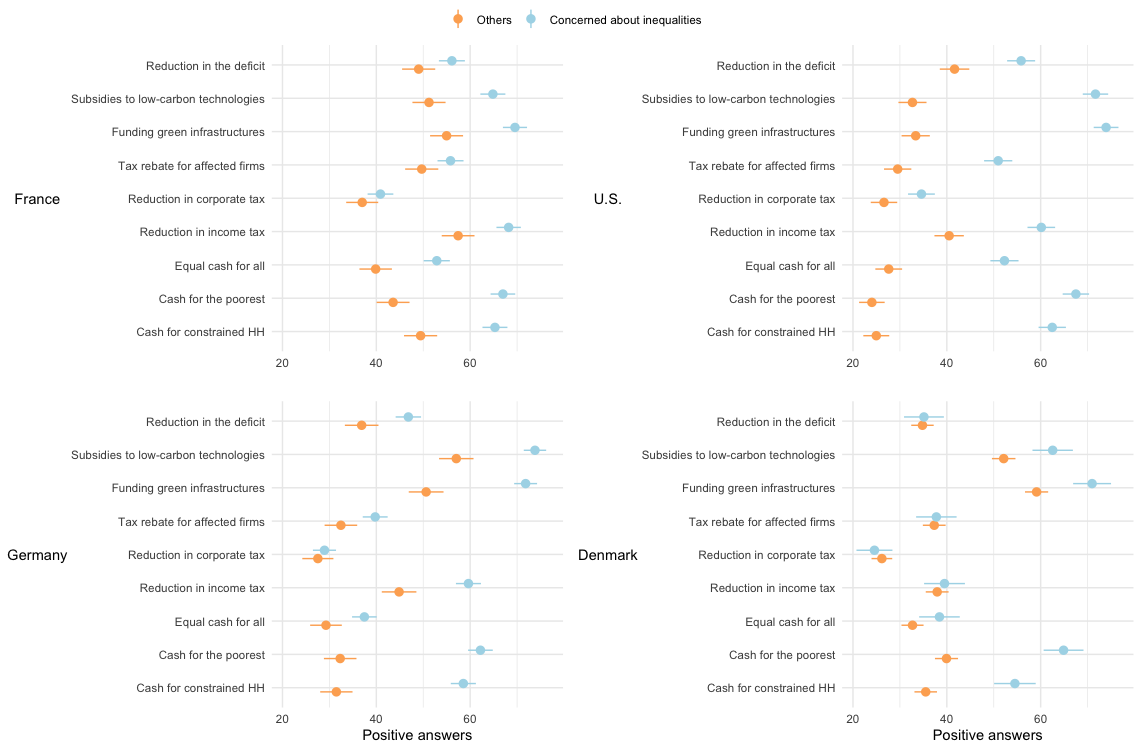 Others Concerned about inequalities
France
Reduction in the deficit
Subsidies to low-carbon technologies
Funding green infrastructures
Tax rebate for affected firms
Reduction in corporate tax
Reduction in income tax
Equal cash for all
Cash for the poorest
Cash for constrained HH
20 40 60
U.S.
Reduction in the deficit
Subsidies to low-carbon technologies
Funding green infrastructures
Tax rebate for affected firms
Reduction in corporate tax
Reduction in income tax
Equal cash for all
Cash for the poorest
Cash for constrained HH
20 40 60
Germany
Reduction in the deficit
Subsidies to low-carbon technologies
Funding green infrastructures
Tax rebate for affected firms
Reduction in corporate tax
Reduction in income tax
Equal cash for all
Cash for the poorest
Cash for constrained HH
20 40 60
Positive answers
Denmark
Reduction in the deficit
Subsidies to low-carbon technologies
Funding green infrastructures
Tax rebate for affected firms
Reduction in corporate tax
Reduction in income tax
Equal cash for all
Cash for the poorest
Cash for constrained HH
20 40 60
Positive answers